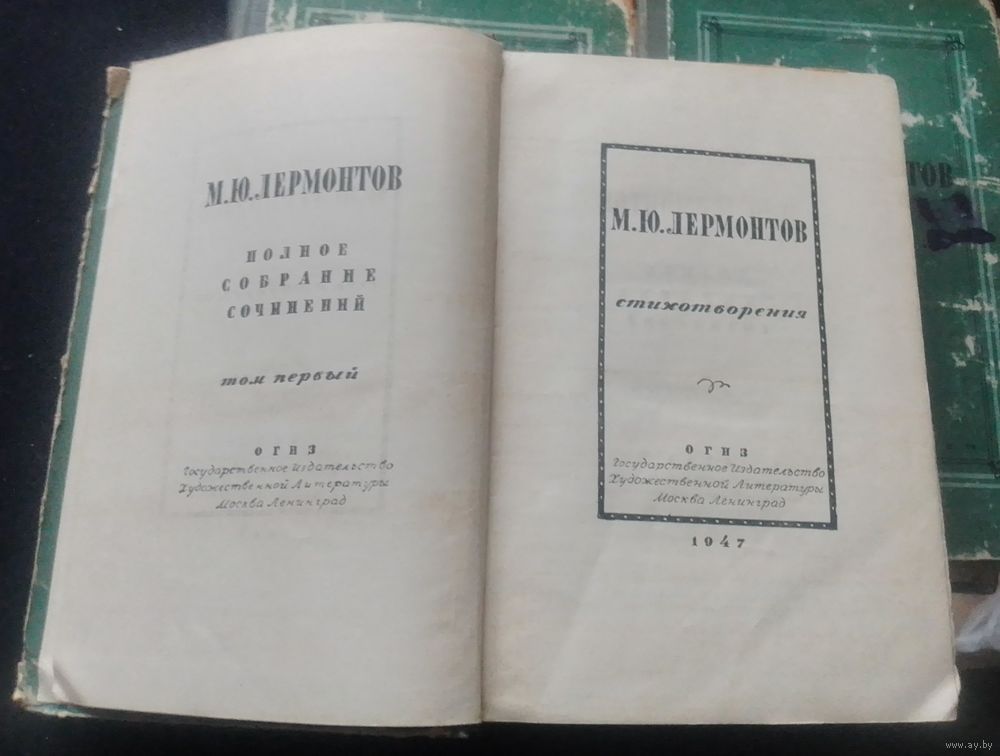 М.Ю.ЛЕРМОНТОВ
ПОЛНОЕ
СОБРАНИЕ
СОЧИНЕНИЙ
том первый
ОГИЗ
Государственное Издательство
Художественной Литературы
Москва Ленинград
М.Ю.ЛЕРМОНТОВ
стихотворения
ОГИЗ
Государственное Издательство
Художественной Литературы
Москва Ленинград
1947
ТОВ
www.ay.by